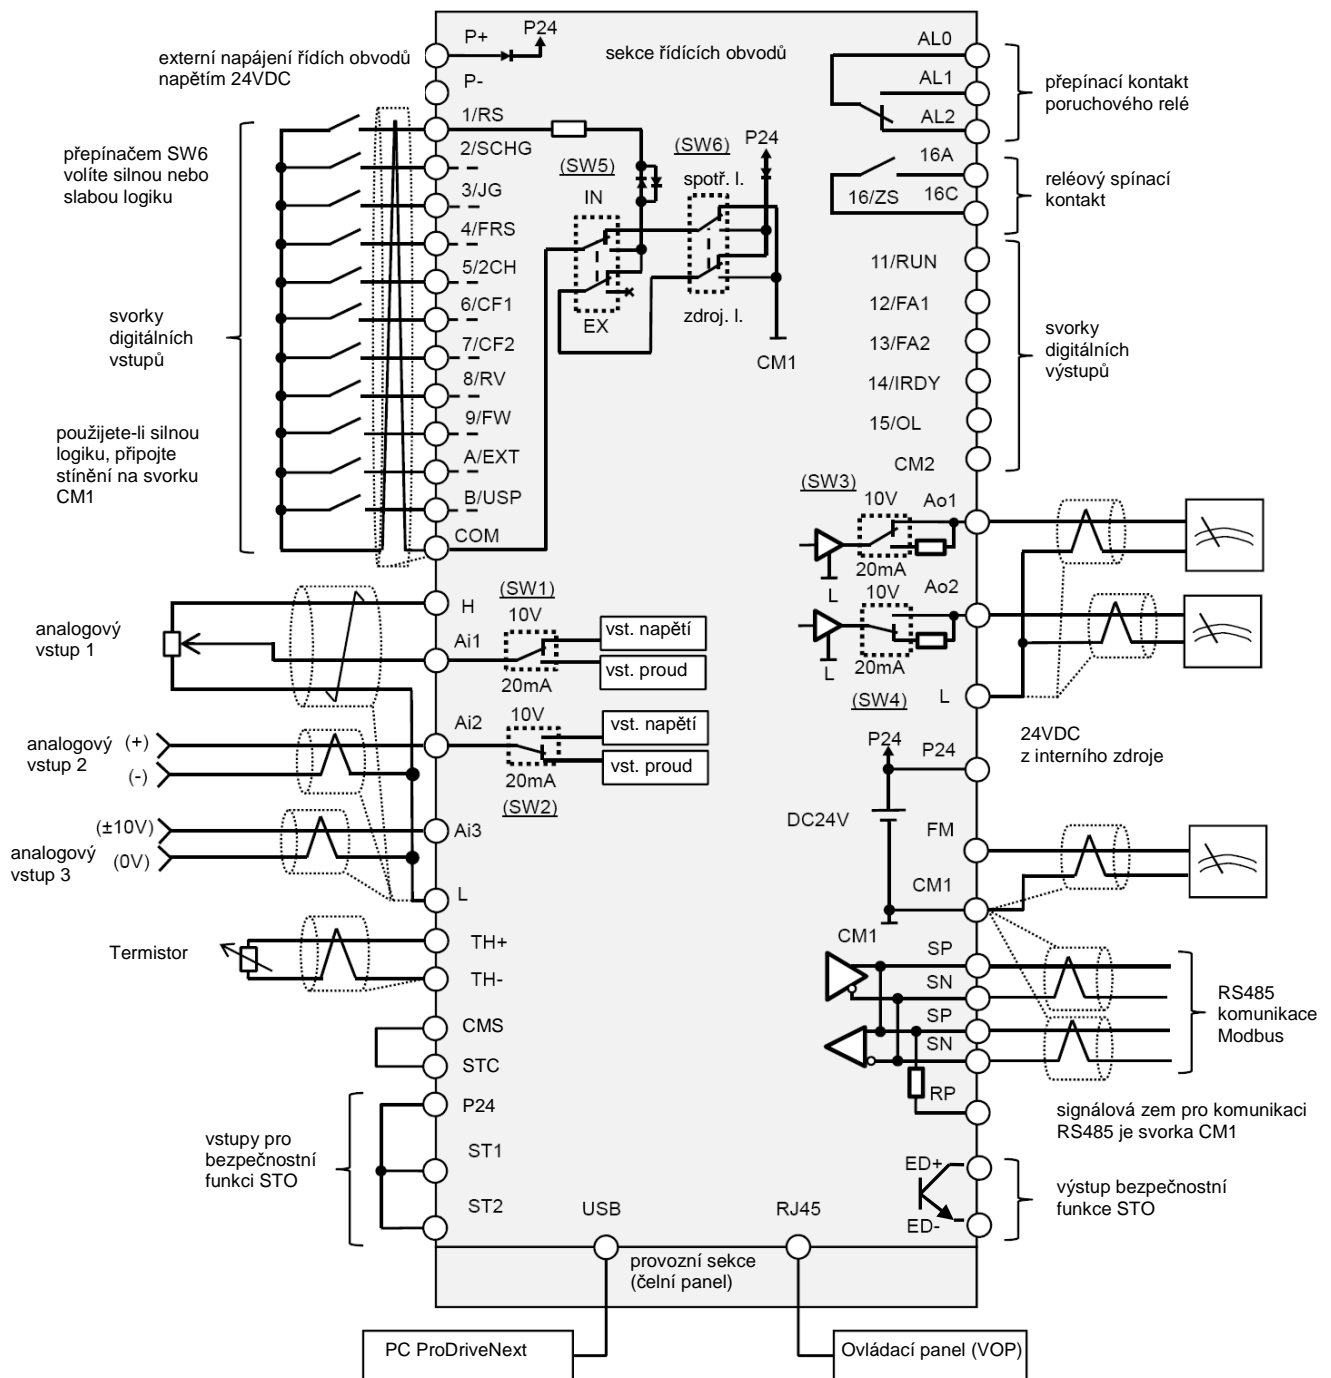 P+
P24
externí napájení řídích obvodů
napětím 24VDC
P-
sekce řídících obvodů
AL0
AL1
AL2
přepínací kontakt
poruchového relé
1/RS
2/SCHG
3/JG
4/FRS
5/2CH
6/CF1
7/CF2
8/RV
9/FW
A/EXT
B/USP
COM
přepínačem SW6
volíte silnou nebo
slabou logiku
svorky
digitálních
vstupů
použijete-li silnou
logiku, připojte
stínění na svorku
CM1
(SW5)
IN
EX
(SW6)
spotř. l.
zdroj. l.
P24
CM1
16A
16/ZS
16C
reléový spínací
kontakt
11/RUN
12/FA1
13/FA2
14/IRDY
15/OL
CM2
svorky
digitálních
výstupů
(SW3)
10V
Ao1
20mA
L
10V
Ao2
20mA
L
(SW4)
L
analogový
vstup 1
H
Ai1
(SW1)
10V
20mA
vst. napětí
vst. proud
analogový
vstup 2
(+)
(-)
Ai2
10V
20mA
(SW2)
vst. napětí
vst. proud
analogový
vstup 3
(±10V)
(0V)
Ai3
L
P24
P24
24VDC
z interního zdroje
DC24V
FM
CM1
CM1
Termistor
TH+
TH-
CMS
STC
SP
SN
SP
SN
RP
RS485
komunikace
Modbus
signálová zem pro komunikaci
RS485 je svorka CM1
vstupy pro
bezpečnostní
funkci STO
P24
ST1
ST2
ED+
ED-
výstup bezpečnostní
funkce STO
USB
RJ45
provozní sekce
(čelní panel)
PC ProDriveNext
Ovládací panel (VOP)